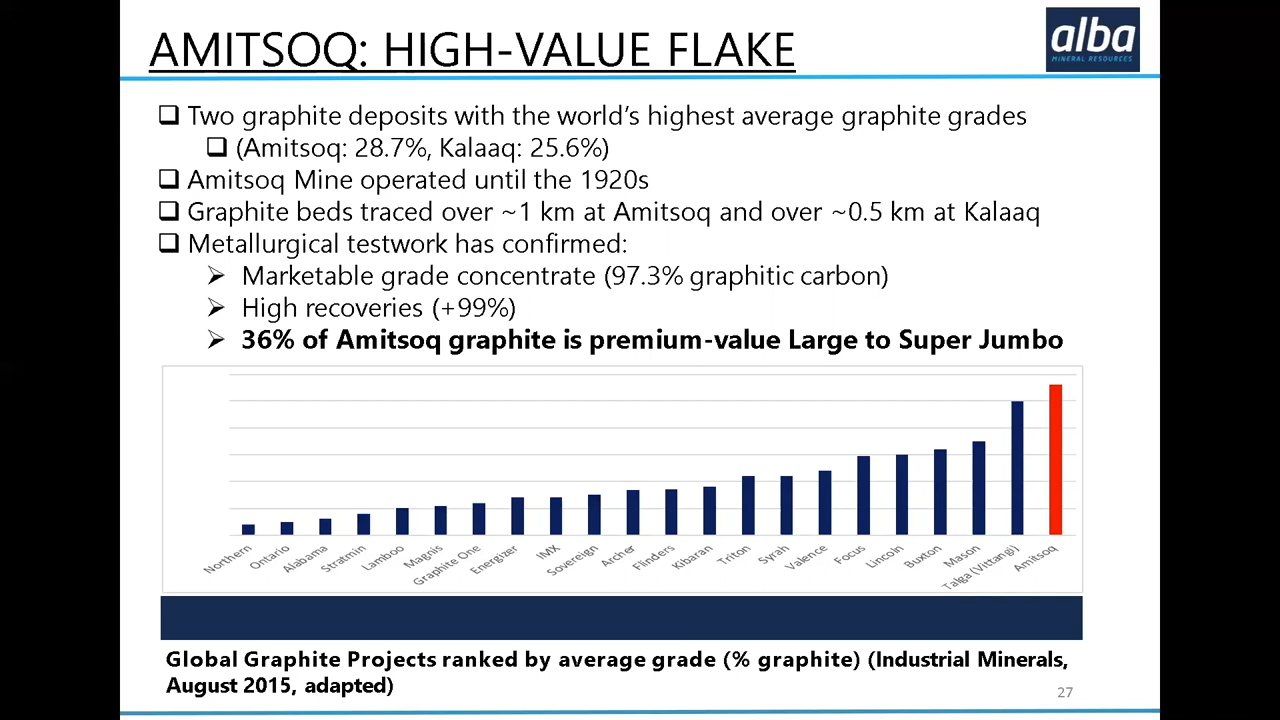 AMITSOQ: HIGH-VALUE FLAKE
alba
MINERAL RESOURCES
Two graphite deposits with the world's highest average graphite grades
(Amitsoq: 28.7%, Kalaaq: 25.6%)
Amitsoq Mine operated until the 1920s
Graphite beds traced over ~1 km at Amitsoq and over ~0.5 km at Kalaaq
Metallurgical testwork has confirmed:
Marketable grade concentrate (97.3% graphitic carbon)
High recoveries (+99%)
36% of Amitsoq graphite is premium-value Large to Super Jumbo
Northern
Ontario
Alabama
Stratmin
Lamboo
Magnis
Graphite One
Energizer
IMX
Sovereign
Archer
Flinders
Kibaran
Triton
Syrah
Valence
Focus
Lincoln
Buxton
Mason
Talga (Vittangi)
Amitsoq
Global Graphite Projects ranked by average grade (% graphite) (Industrial Minerals,
August 2015, adapted)
27